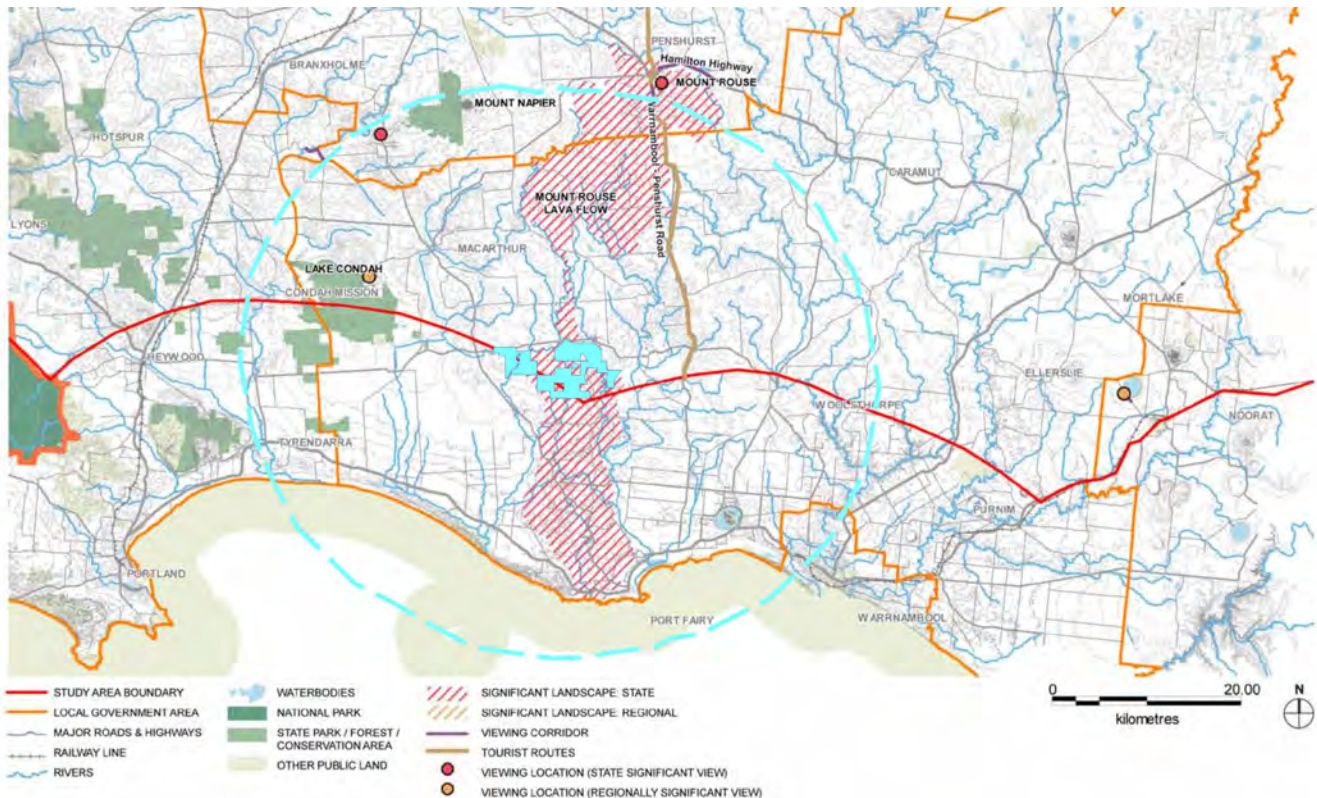 PENSHURST
Hamilton Highway
BRANXHOLME
MOUNT ROUSE
MOUNT NAPIER
HOTSPUR
Warrnambool - Penshurst Road
CARAMUT
MOUNT ROUSE
LAVA FLOW
LYONS
MACARTHUR
LAKE CONDAH
CONDAH MISSION
MORTLAKE
HEYWOOD
ELLERSLIE
WOOLSTHORPE
NOORAT
TYRENDARRA
PURNIM
PORTLAND
PORT FAIRY
WARRNAMBOOL
STUDY AREA BOUNDARY
LOCAL GOVERNMENT AREA
MAJOR ROADS & HIGHWAYS
RAILWAY LINE
RIVERS
WATERBODIES
NATIONAL PARK
STATE PARK / FOREST /
CONSERVATION AREA
OTHER PUBLIC LAND
SIGNIFICANT LANDSCAPE: STATE
SIGNIFICANT LANDSCAPE: REGIONAL
VIEWING CORRIDOR
TOURIST ROUTES
VIEWING LOCATION (STATE SIGNIFICANT VIEW)
VIEWING LOCATION (REGIONALLY SIGNIFICANT VIEW)
0 20.00
kilometres
N